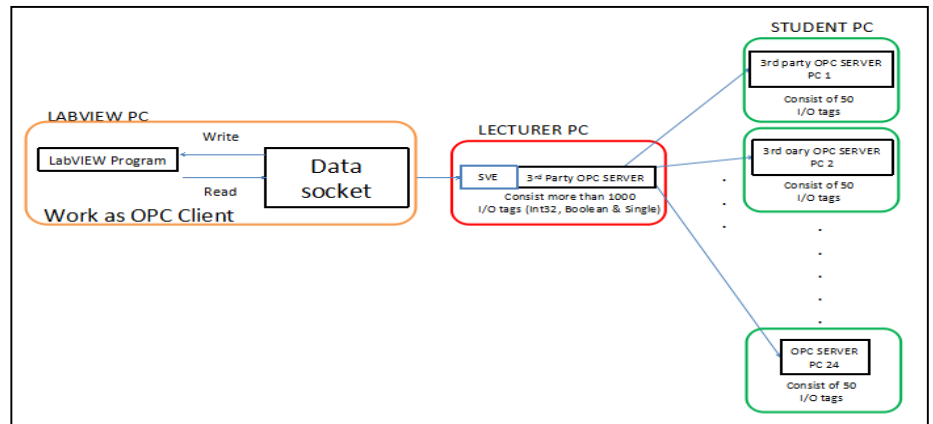 STUDENT PC
3rd party OPC SERVER
PC 1
Consist of 50
I/O tags
LABVIEW PC
Write
LabVIEW Program
Read
Data
socket
Work as OPC Client
LECTURER PC
SVE
3rd Party OPC SERVER
Consist more than 1000
I/O tags (Int32, Boolean & Single)
3rd oary OPC SERVER
PC 2
Consist of 50
I/O tags
OPC SERVER
PC 24
Consist of 50
I/O tags